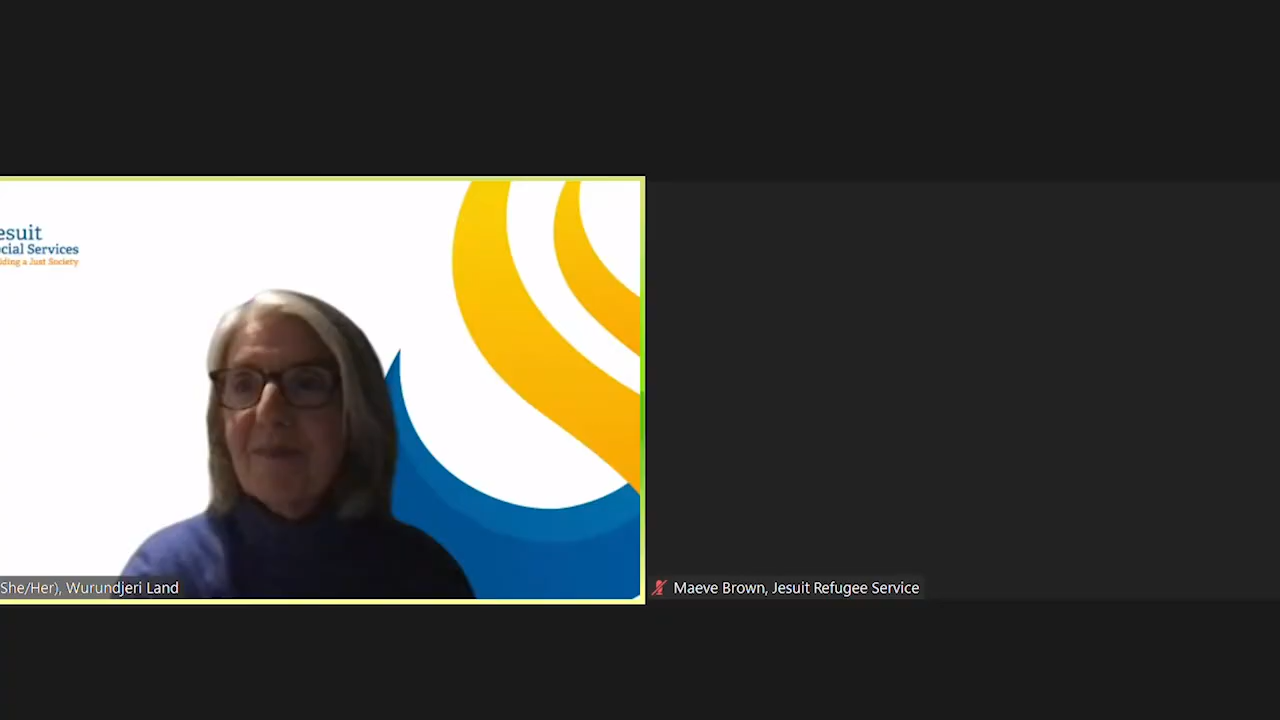 esuit
cial Services
ding a Just Society
She/Her), Wurundjeri Land
Maeve Brown, Jesuit Refugee Service